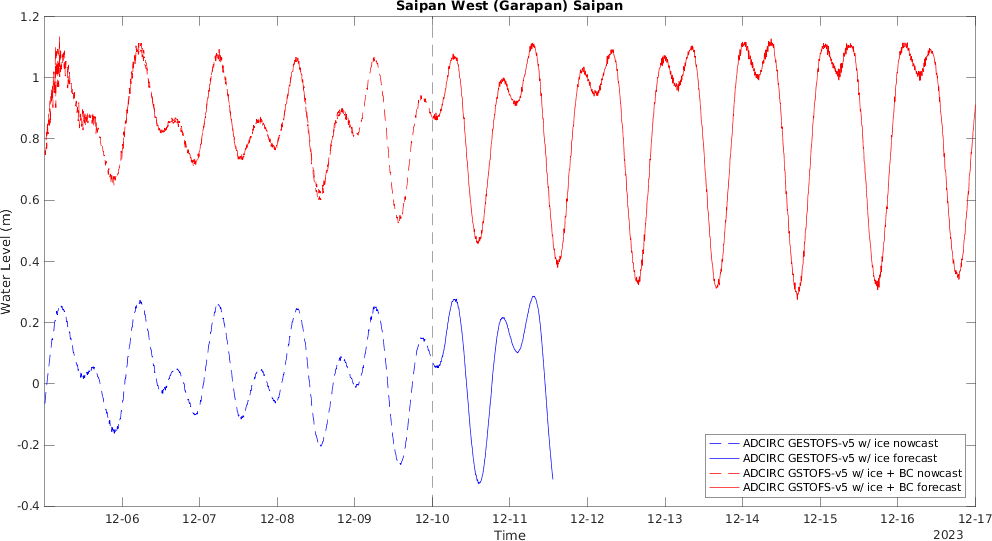 Saipan West (Garapan) Saipan
1.2
1
0.8
0.6
0.4
0.2
0
-0.2
-0.4
Water Level (m)
ADCIRC GESTOFS-v5 w/ ice nowcast
ADCIRC GESTOFS-v5 w/ ice forecast
ADCIRC GSTOFS-v5 w/ ice + BC nowcast
ADCIRC GSTOFS-v5 w/ ice + BC forecast
12-06 12-07 12-08 12-09 12-10 12-11 12-12 12-13 12-14 12-15 12-16 12-17
Time
2023